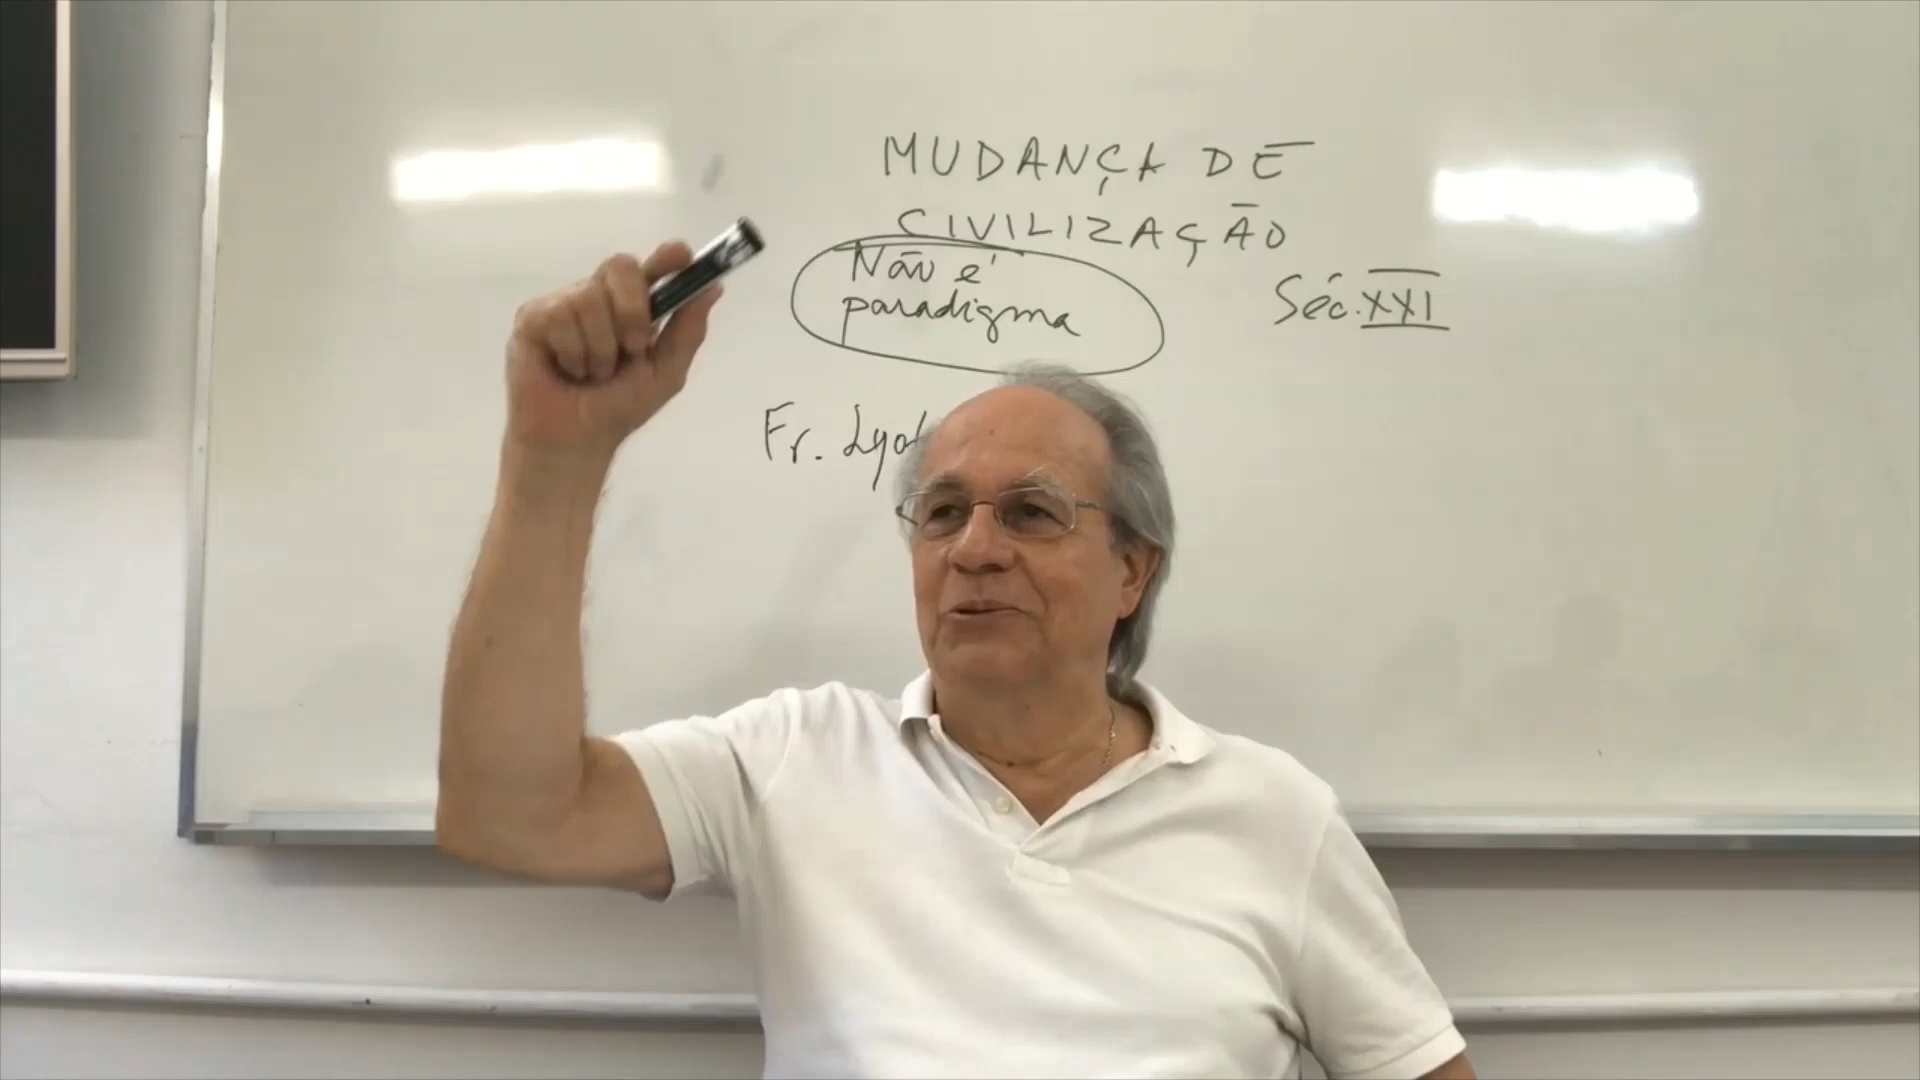 MUDANÇA DE
CIVILIZAÇÃO
Não é
paradigma
Séc. XXI
Fr.